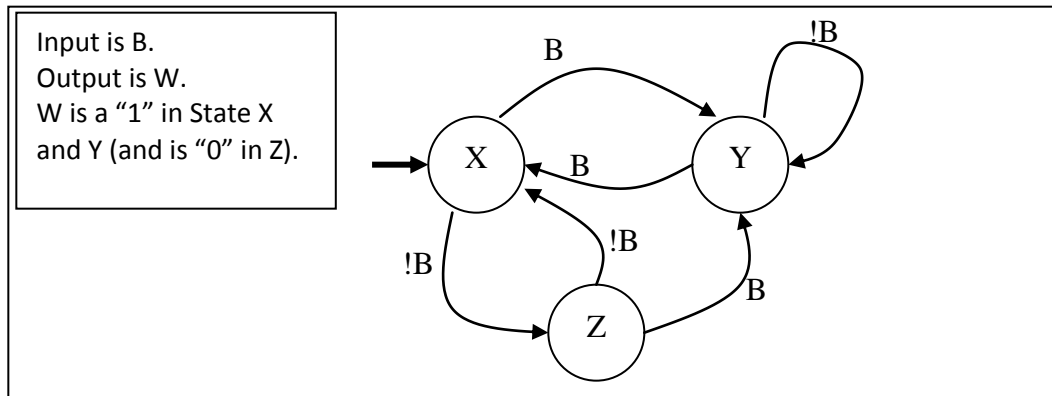 Input is B.
Output is W.
W is a “1” in State X
and Y (and is “0” in Z).
B
!B
X
Y
B
!B
!B
B
Z